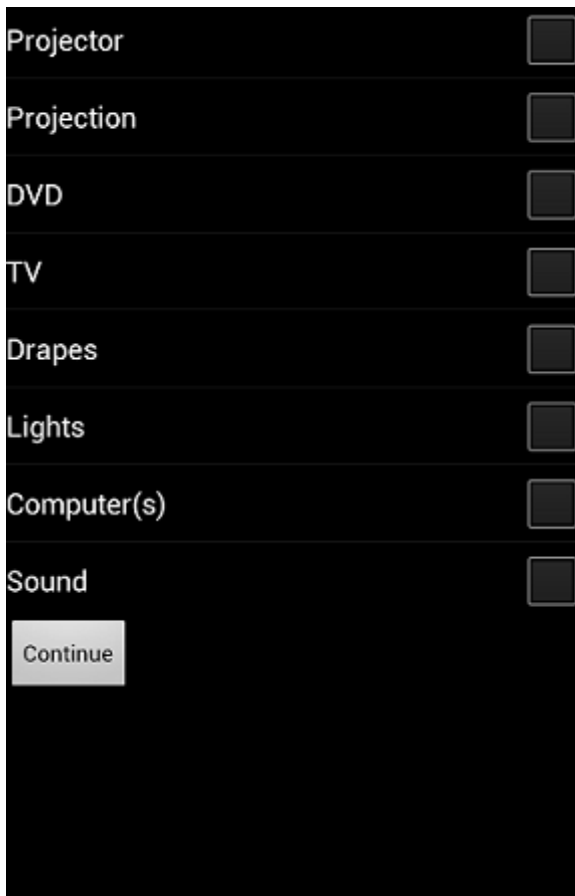 Projector
Projection
DVD
TV
Drapes
Lights
Computer(s)
Sound
Continue